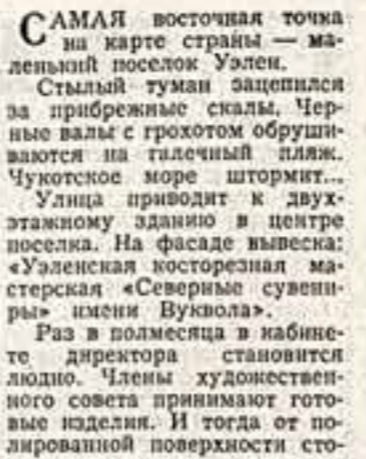 САМАЯ восточная точка
на карте страны — ма-
ленький поселок Уэлен.
Стылый туман зацепился
за прибрежные скалы. Чер-
ные валы с грохотом обруши-
ваются на галечный пляж.
Чукотское море штормит...
Улица приводит к двух-
этажному зданию в центре
поселка. На фасаде вывеска:
«Уэленская косторезная ма-
стерская «Северные сувени-
ры» имени Вуквола».
Раз в полмесяца в кабине-
те директора становится
людно. Члены художествен-
ного совета принимают гото-
вые изделия. И тогда от по-
лированной поверхности сто-